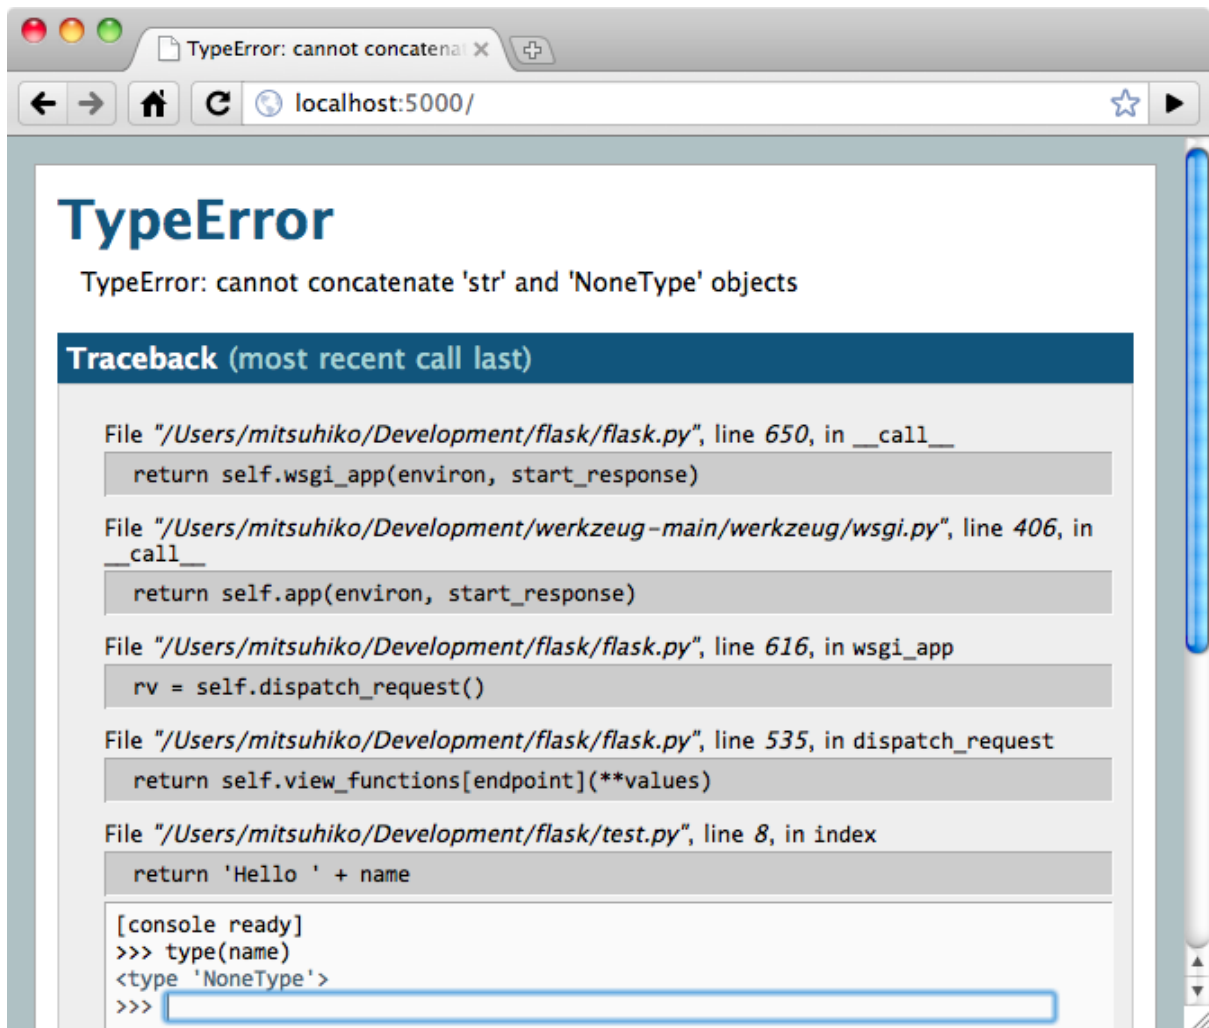 TypeError: cannot concatenat
localhost:5000/
TypeError
TypeError: cannot concatenate 'str' and 'NoneType' objects
Traceback (most recent call last)
File "/Users/mitsuhiko/Development/flask/flask.py", line 650, in __call__
return self.wsgi_app(environ, start_response)
File "/Users/mitsuhiko/Development/werkzeug-main/werkzeug/wsgi.py", line 406, in
__call__
return self.app(environ, start_response)
File "/Users/mitsuhiko/Development/flask/flask.py", line 616, in wsgi_app
rv = self.dispatch_request()
File "/Users/mitsuhiko/Development/flask/flask.py", line 535, in dispatch_request
return self.view_functions[endpoint](**values)
File "/Users/mitsuhiko/Development/flask/test.py", line 8, in index
return 'Hello ' + name
[console ready]
>>> type(name)
<type 'NoneType'>
>>>